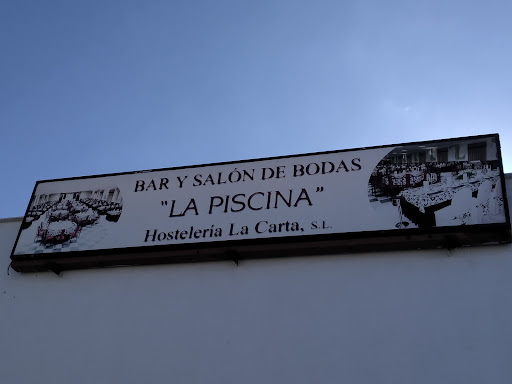 BAR Y SALÓN DE BODAS
"LA PISCINA"
Hostelería La Carta, S.L.